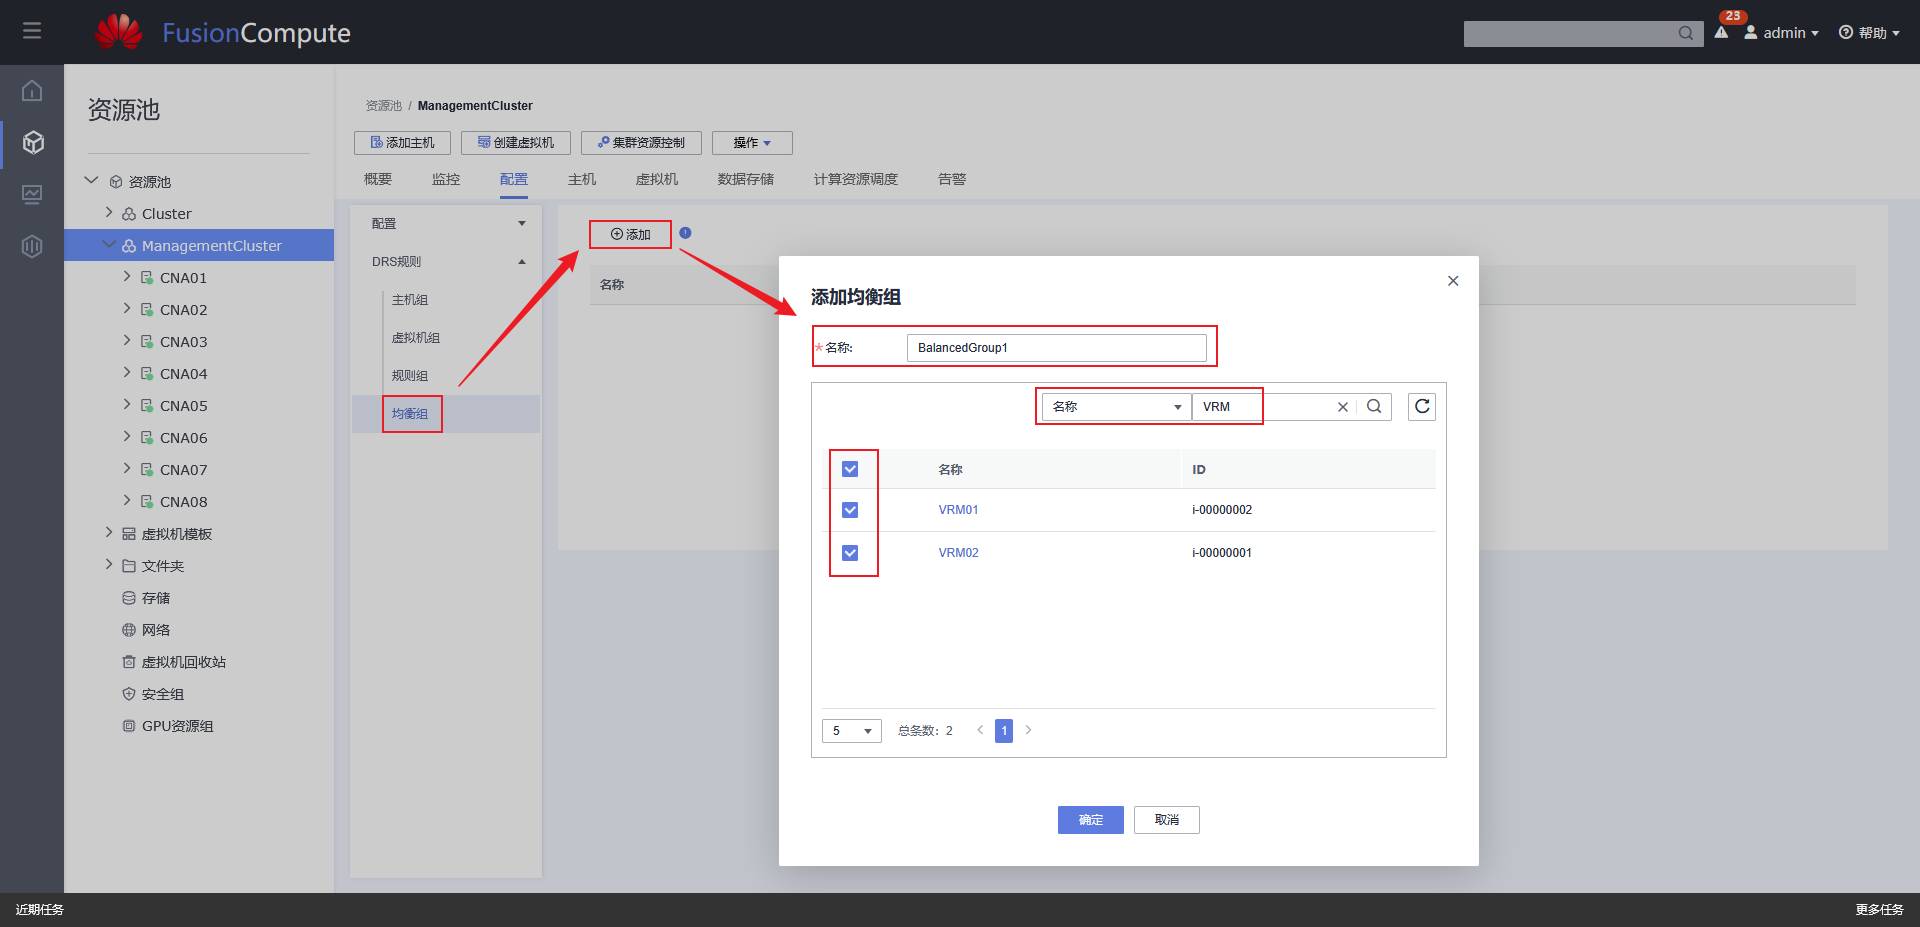 FusionCompute
23
admin
帮助
资源池
资源池
Cluster
ManagementCluster
CNA01
CNA02
CNA03
CNA04
CNA05
CNA06
CNA07
CNA08
虚拟机模板
文件夹
存储
网络
虚拟机回收站
安全组
GPU资源组
资源池 / ManagementCluster
添加主机 创建虚拟机 集群资源控制 操作
概要 监控 配置 主机 虚拟机 数据存储 计算资源调度 告警
配置
DRS规则
主机组
虚拟机组
规则组
均衡组
添加
名称
添加均衡组
*名称: BalancedGroup1
名称 VRM
名称 ID
VRM01 i-00000002
VRM02 i-00000001
5 总条数: 2 < 1 >
确定 取消
近期任务 更多任务